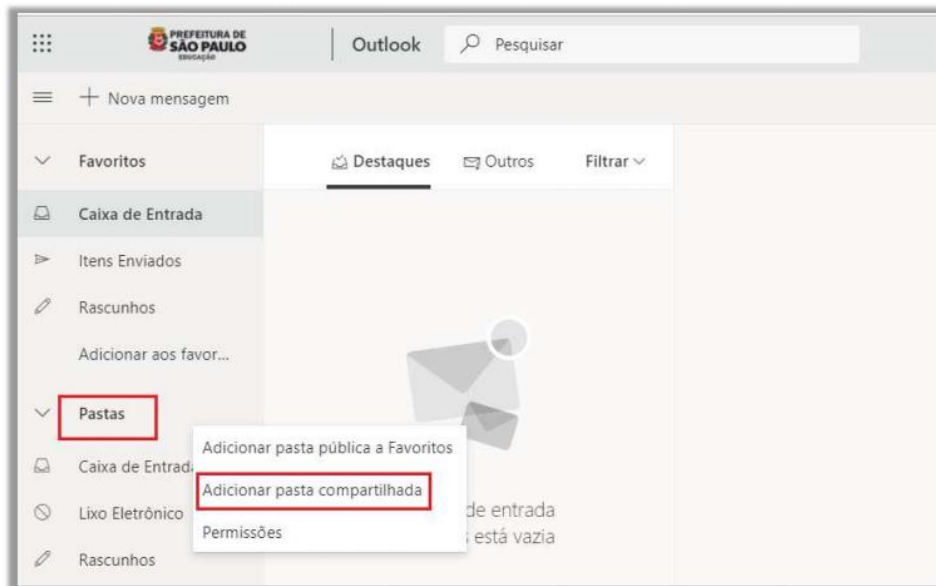 PREFEITURA DE
SÃO PAULO
EDUCAÇÃO
Outlook
Pesquisar
Nova mensagem
Favoritos
Destaques
Outros
Filtrar
Caixa de Entrada
Itens Enviados
Rascunhos
Adicionar aos favor...
Pastas
Adicionar pasta pública a Favoritos
Caixa de Entrada
Adicionar pasta compartilhada
Lixo Eletrônico
de entrada
Permissões
está vazia
Rascunhos